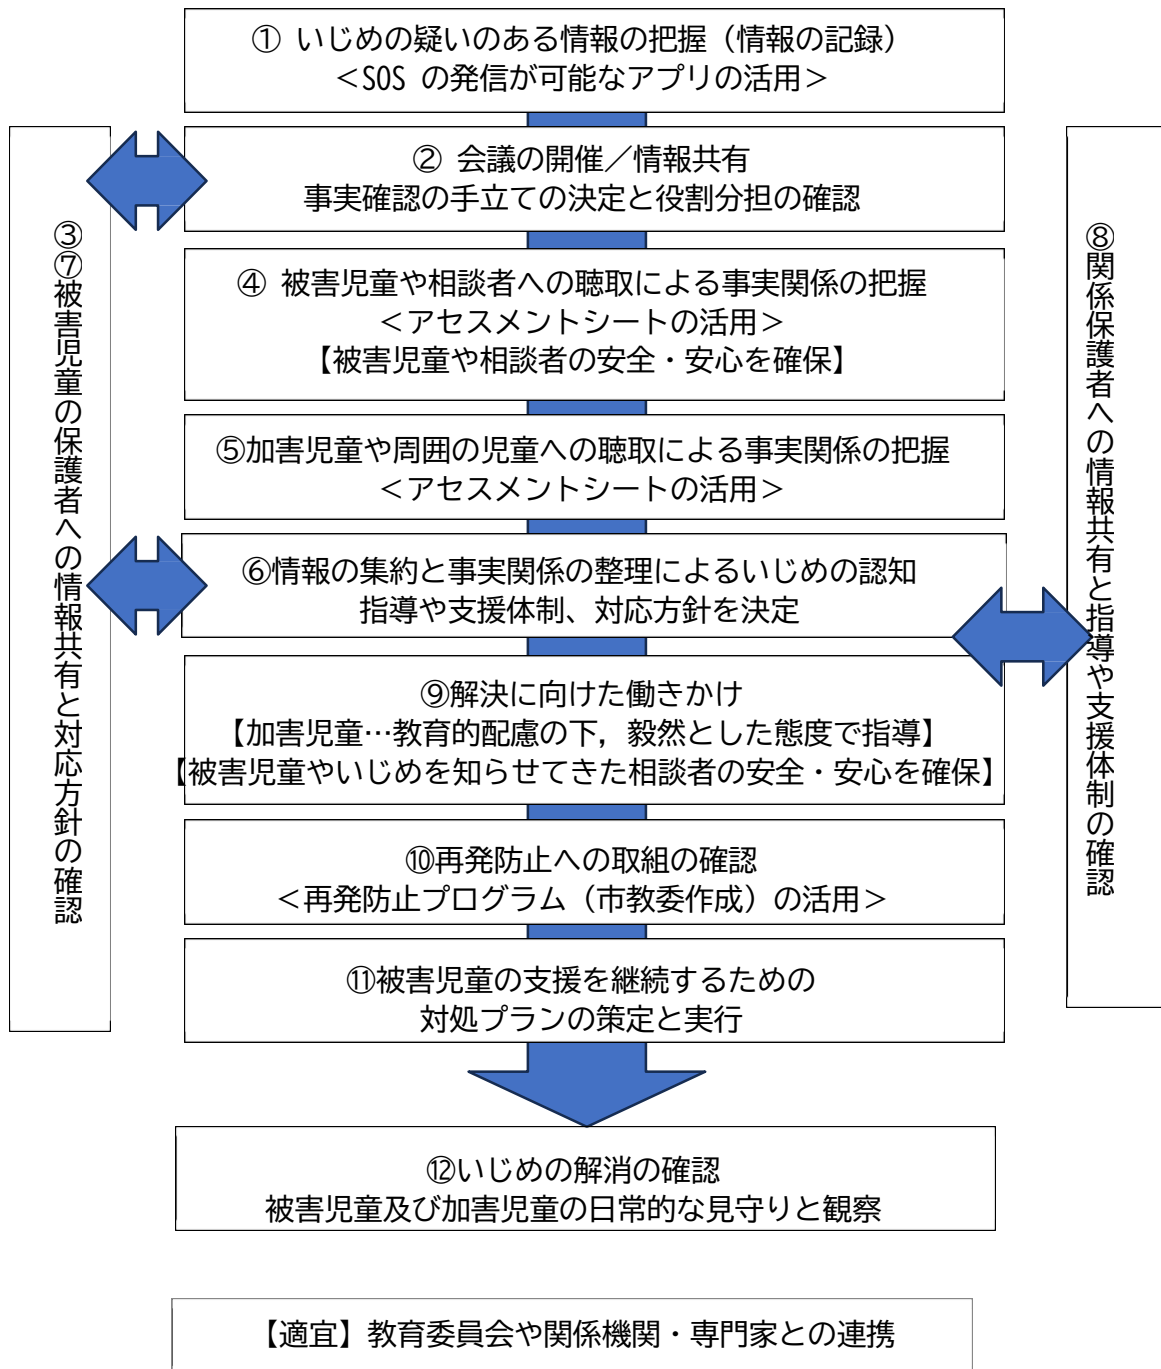 ① いじめの疑いのある情報の把握（情報の記録）
＜SOS の発信が可能なアプリの活用＞
② 会議の開催／情報共有
事実確認の手立ての決定と役割分担の確認
③⑦被害児童の保護者への情報共有と対応方針の確認
④ 被害児童や相談者への聴取による事実関係の把握
＜アセスメントシートの活用＞
【被害児童や相談者の安全・安心を確保】
⑤加害児童や周囲の児童への聴取による事実関係の把握
＜アセスメントシートの活用＞
⑥情報の集約と事実関係の整理によるいじめの認知
指導や支援体制、対応方針を決定
⑧関係保護者への情報共有と指導や支援体制の確認
⑨解決に向けた働きかけ
【加害児童…教育的配慮の下，毅然とした態度で指導】
【被害児童やいじめを知らせてきた相談者の安全・安心を確保】
⑩再発防止への取組の確認
＜再発防止プログラム（市教委作成）の活用＞
⑪被害児童の支援を継続するための
対処プランの策定と実行
⑫いじめの解消の確認
被害児童及び加害児童の日常的な見守りと観察
【適宜】教育委員会や関係機関・専門家との連携